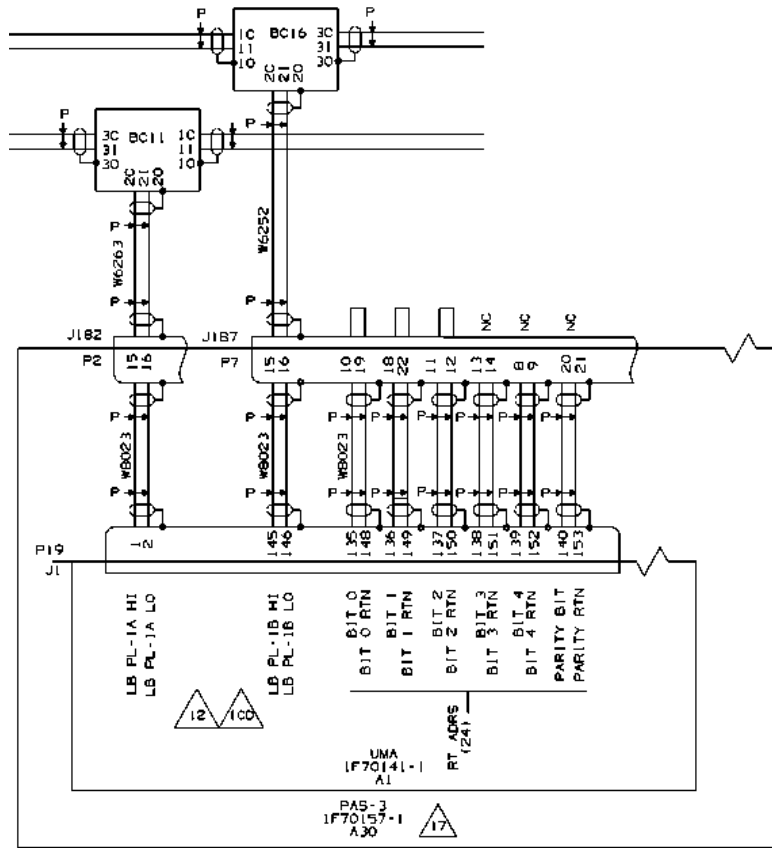 P
P
1C
11
10
BC16
3C
31
30
2C
21
20
P
P
3C
31
30
BC11
1C
11
10
2C
21
20
P
W6263
W6252
P
P
J182
J187
NC
NC
NC
P2
15
16
P7
15
16
10
19
18
22
11
12
13
14
8
9
20
21
P
P
P
P
P
P
P
P
W8023
W8023
W8023
P
P
P
P
P
P
P
P
P19
J1
12
145
146
135
148
136
149
137
150
138
151
139
152
140
153
LB PL-1A HI
LB PL-1A LO
LB PL-1B HI
LB PL-1B LO
BIT 0
BIT 0 RTN
BIT 1
BIT 1 RTN
BIT 2
BIT 2 RTN
BIT 3
BIT 3 RTN
BIT 4
BIT 4 RTN
PARITY BIT
PARITY RTN
12
100
RT ADRS
(24)
UMA
1F70141-1
A1
PAS-3
1F70157-1
A30
17